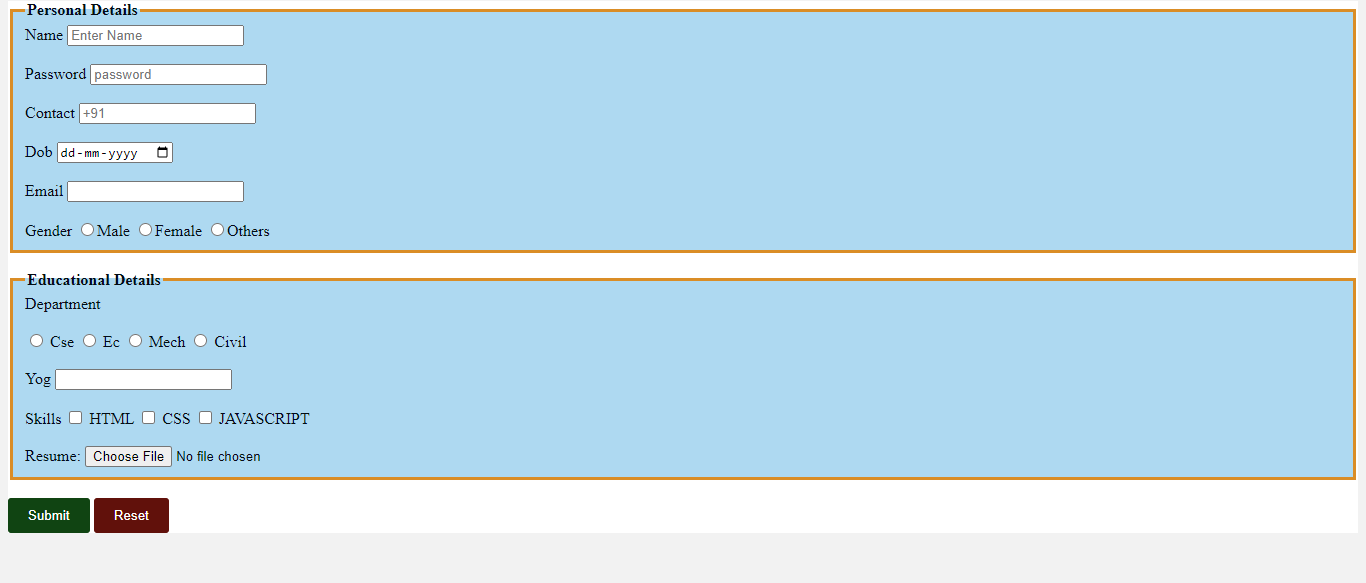 Personal Details
Name Enter Name
Password password
Contact +91
Dob dd-mm-yyyy
Email
Gender Male Female Others
Educational Details
Department
Cse Ec Mech Civil
Yog
Skills HTML CSS JAVASCRIPT
Resume: Choose File No file chosen
Submit Reset